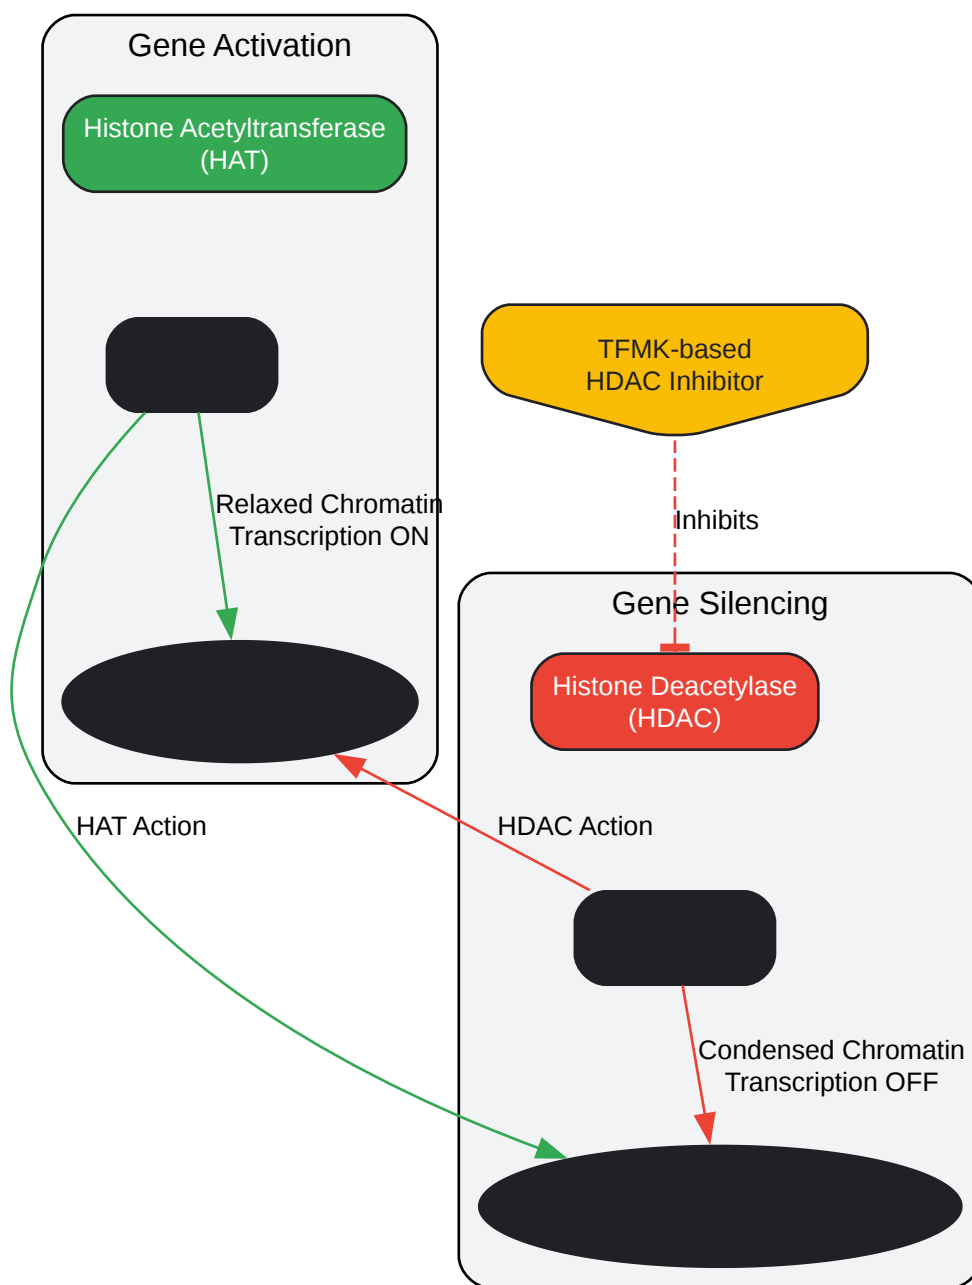 Gene Activation
Histone Acetyltransferase
(HAT)
TFMK-based
HDAC Inhibitor
Relaxed Chromatin
Transcription ON
Inhibits
Gene Silencing
Histone Deacetylase
(HDAC)
HAT Action
HDAC Action
Condensed Chromatin
Transcription OFF